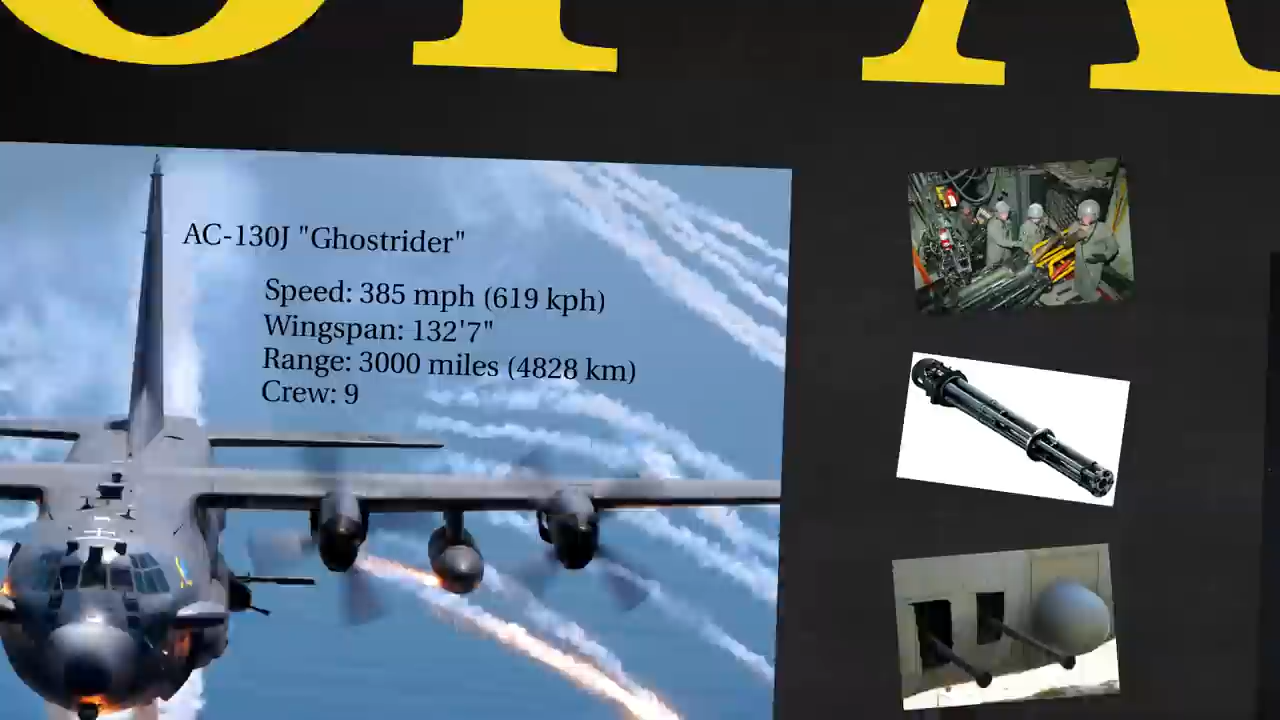 AC-130J "Ghostrider"
Speed: 385 mph (619 kph)
Wingspan: 132'7"
Range: 3000 miles (4828 km)
Crew: 9